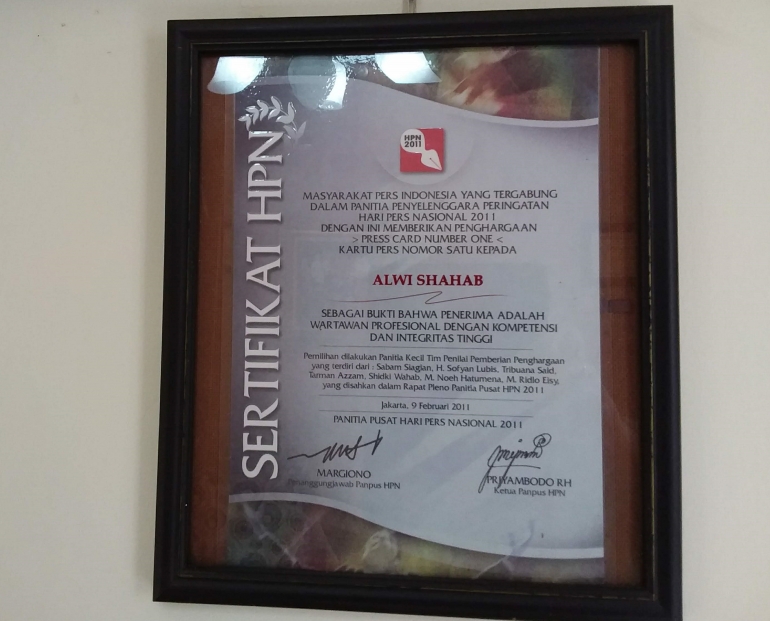 SERTIFIKAT HPN
HPN
2011
MASYARAKAT PERS INDONESIA YANG TERGABUNG
DALAM PANITIA PENYELENGGARA PERINGATAN
HARI PERS NASIONAL 2011
DENGAN INI MEMBERIKAN PENGHARGAAN
> PRESS CARD NUMBER ONE <
KARTU PERS NOMOR SATU KEPADA
ALWI SHAHAB
SEBAGAI BUKTI BAHWA PENERIMA ADALAH
WARTAWAN PROFESIONAL DENGAN KOMPETENSI
DAN INTEGRITAS TINGGI
Pemilihan dilakukan Panitia Kecil Tim Penilai Pemberian Penghargaan
yang terdiri dari : Sabam Siagian, H. Sofyan Lubis, Tribuana Said,
Tarman Azzam, Shidki Wahab, M. Noeh Hatumena, M. Ridlo Eisy,
yang disahkan dalam Rapat Pleno Panitia Pusat HPN 2011
Jakarta, 9 Februari 2011
PANITIA PUSAT HARI PERS NASIONAL 2011
MARGIONO
Penanggungjawab Panpus HPN
PRIYAMBODO RH
Ketua Panpus HPN